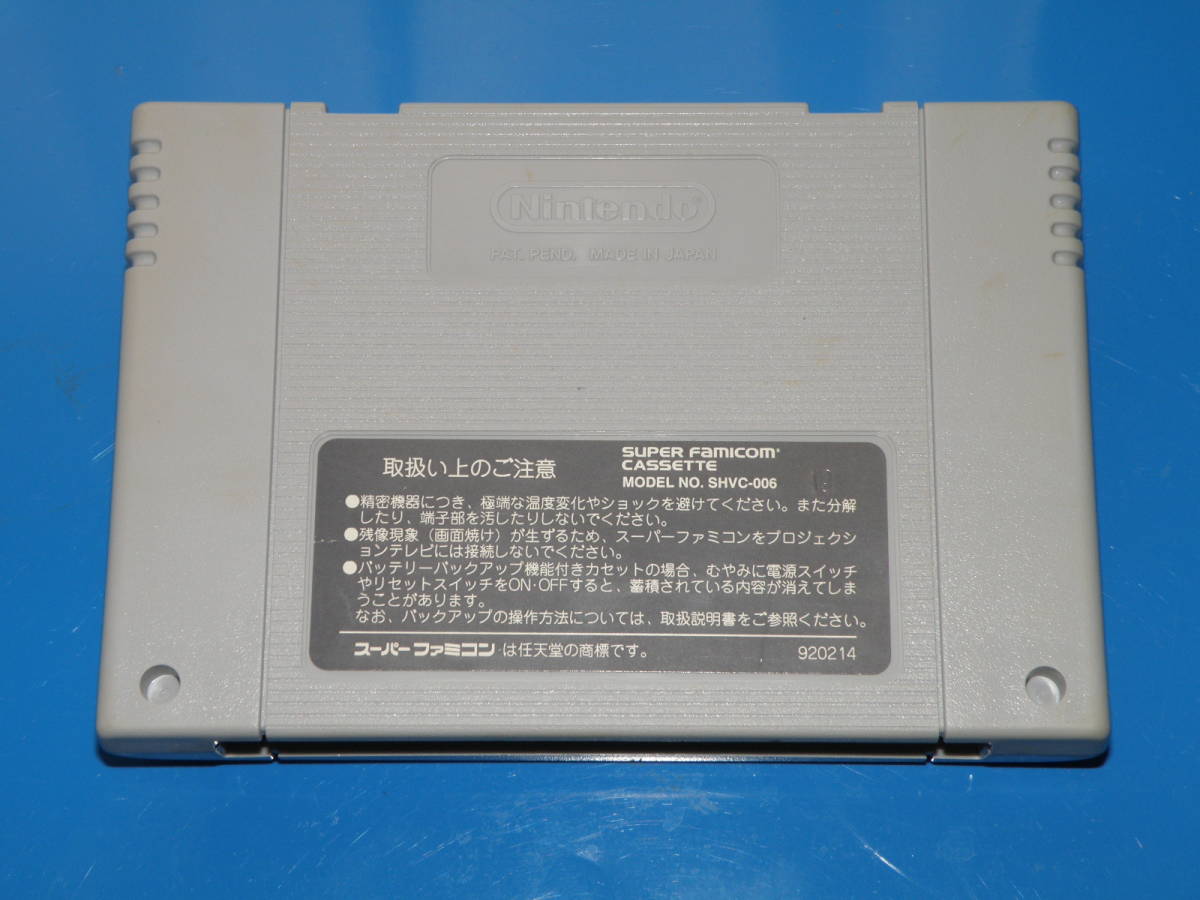 Nintendo®
PAT. PEND. MADE IN JAPAN
取扱い上のご注意
SUPER FAMICOM®
CASSETTE
MODEL NO. SHVC-006
●精密機器につき、極端な温度変化やショックを避けてください。また分解
したり、端子部を汚したりしないでください。
●残像現象(画面焼け)が生ずるため、スーパーファミコンをプロジェクシ
ョンテレビには接続しないでください。
●バッテリーバックアップ機能付きカセットの場合、むやみに電源スイッチ
やリセットスイッチをON・OFFすると、蓄積されている内容が消えてしま
うことがあります。
なお、バックアップの操作方法については、取扱説明書をご参照ください。
スーパーファミコンは任天堂の商標です。
920214